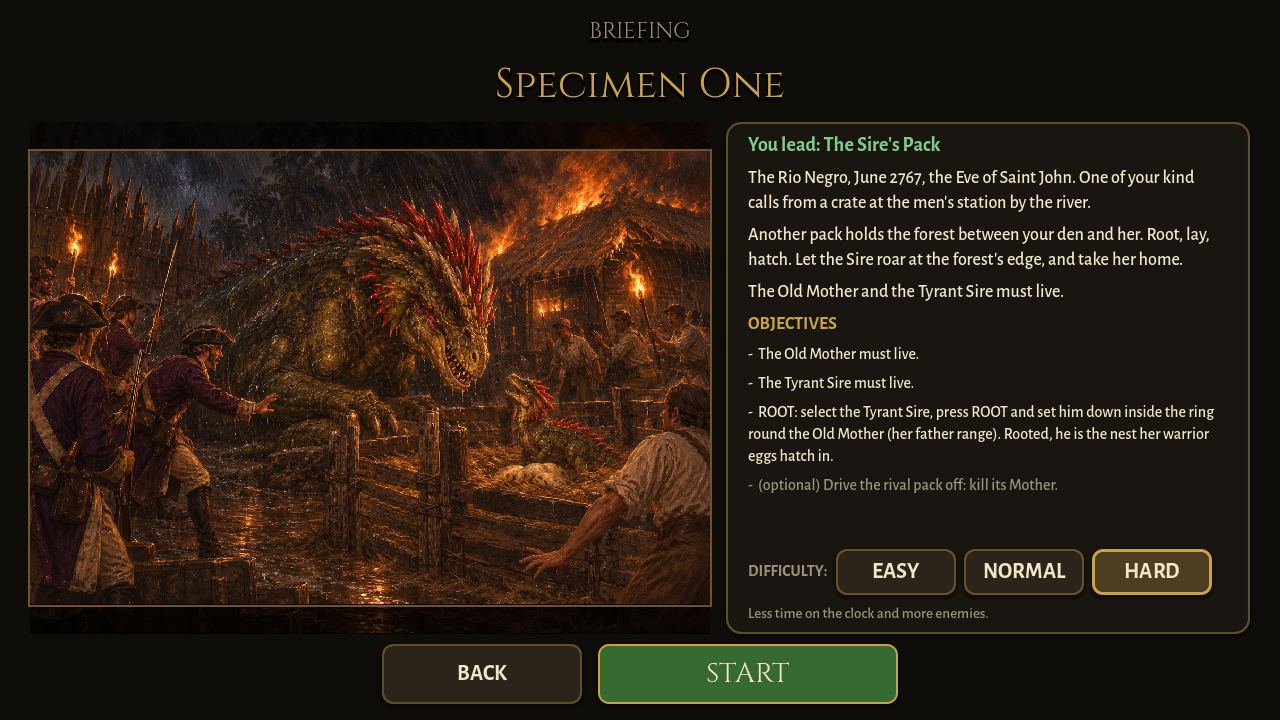 BRIEFING
Specimen One
You lead: The Sire's Pack
The Rio Negro, June 2767, the Eve of Saint John. One of your kind
calls from a crate at the men's station by the river.
Another pack holds the forest between your den and her. Root, lay,
hatch. Let the Sire roar at the forest's edge, and take her home.
The Old Mother and the Tyrant Sire must live.
OBJECTIVES
- The Old Mother must live.
- The Tyrant Sire must live.
- ROOT: select the Tyrant Sire, press ROOT and set him down inside the ring
round the Old Mother (her father range). Rooted, he is the nest her warrior
eggs hatch in.
- (optional) Drive the rival pack off: kill its Mother.
DIFFICULTY: EASY NORMAL HARD
Less time on the clock and more enemies.
BACK START